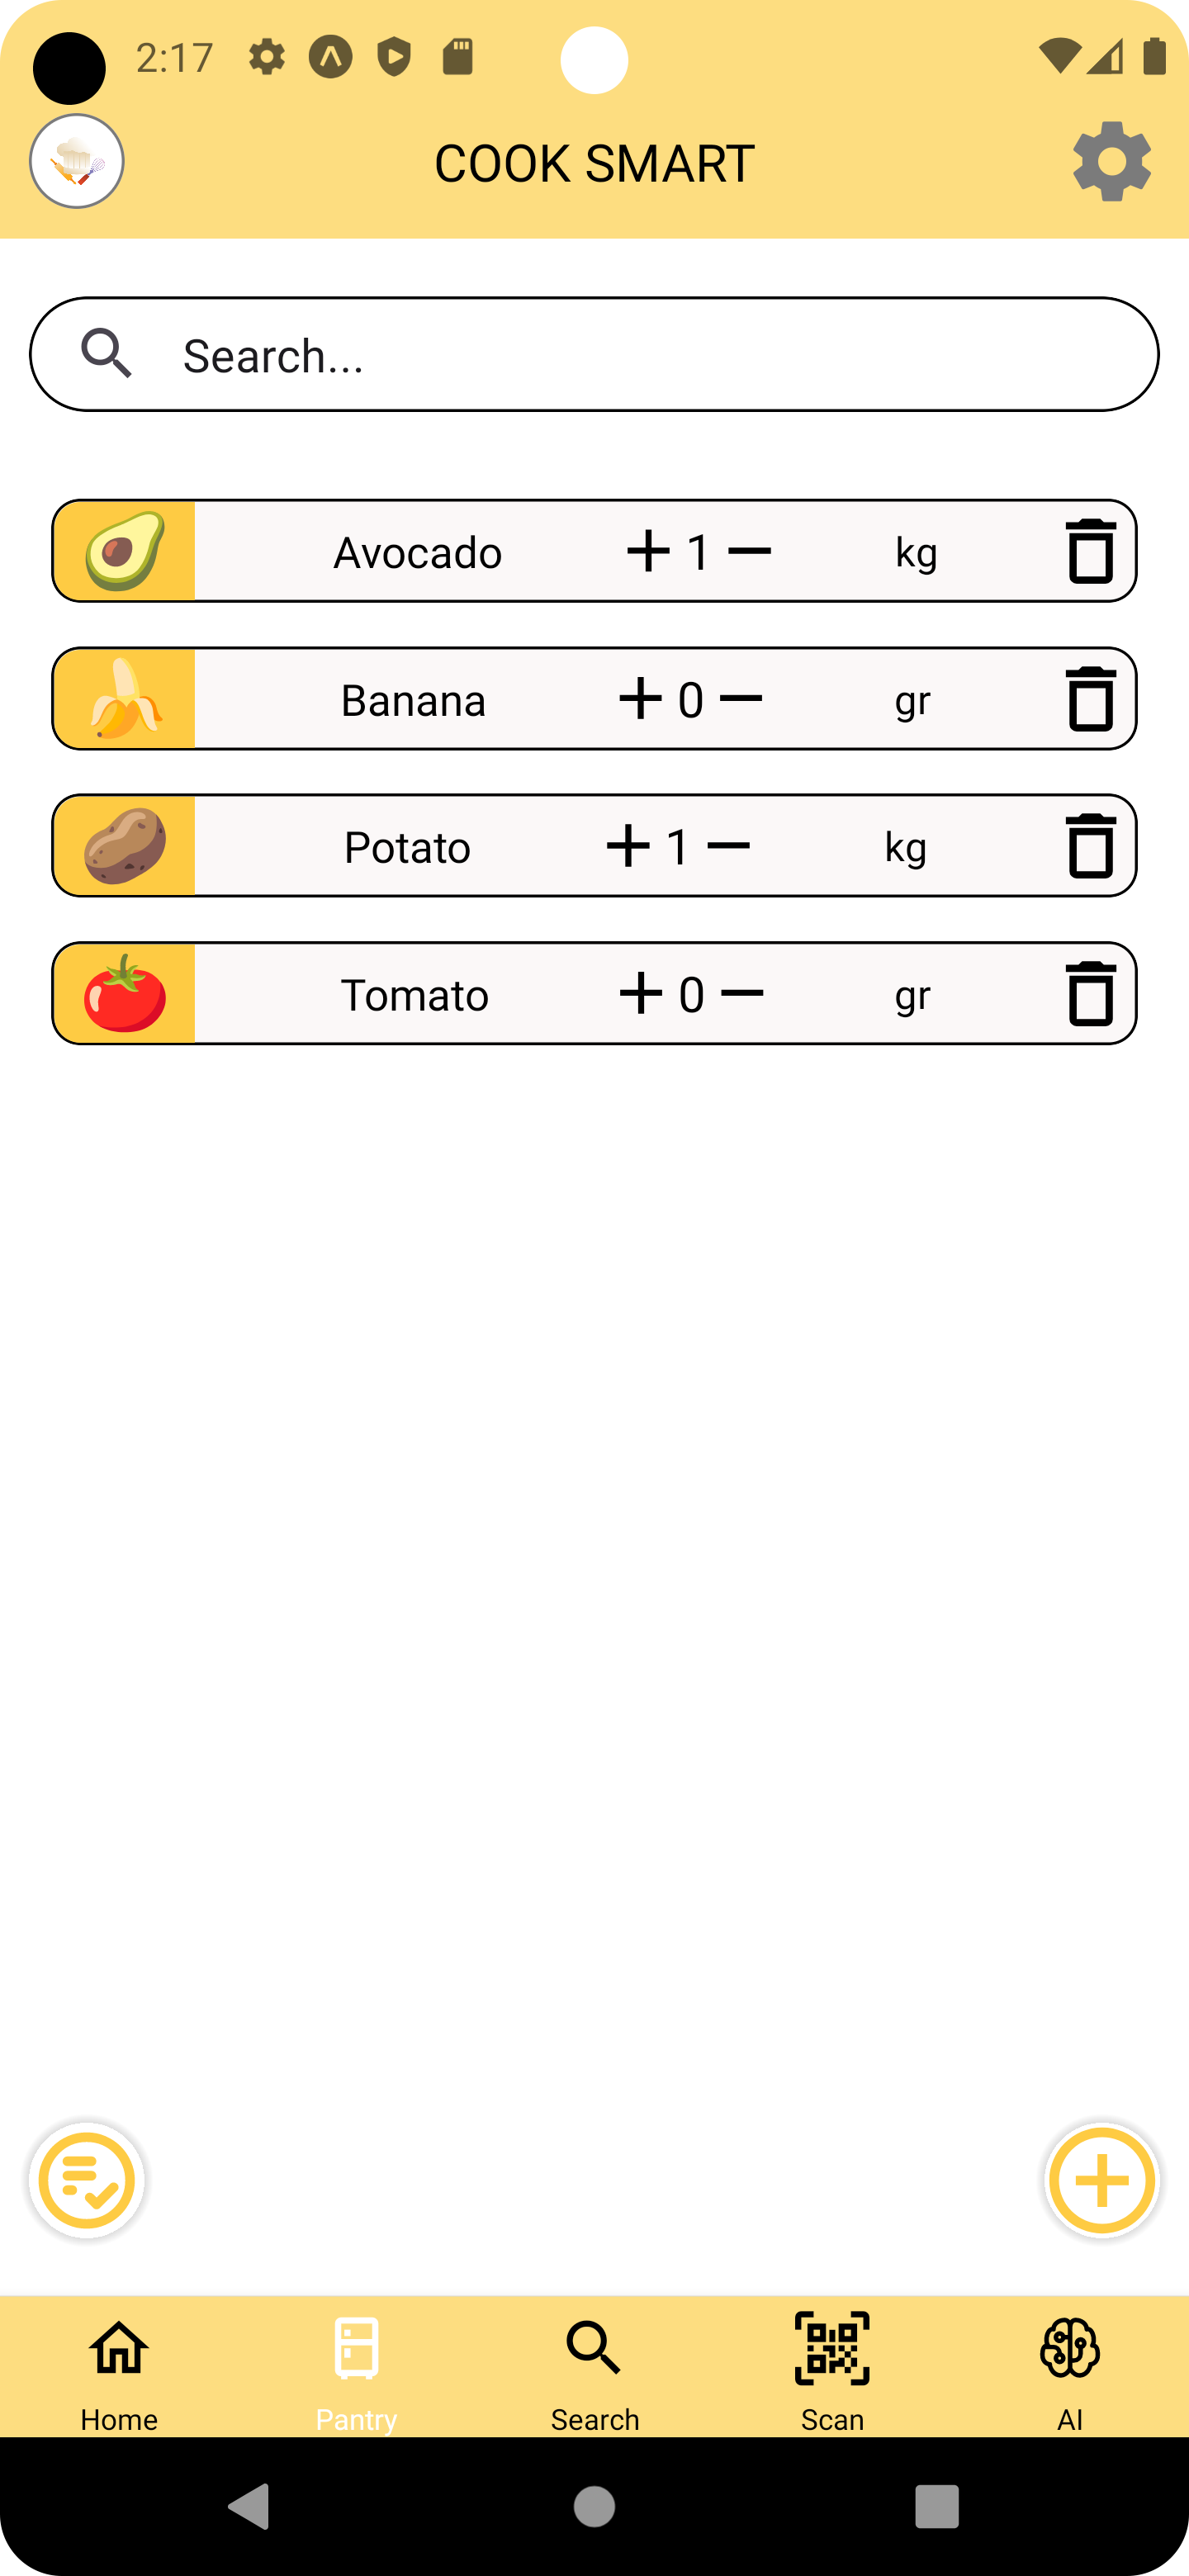 2:17
COOK SMART
Search...
Avocado + 1 − kg
Banana + 0 − gr
Potato + 1 − kg
Tomato + 0 − gr
Home Pantry Search Scan AI